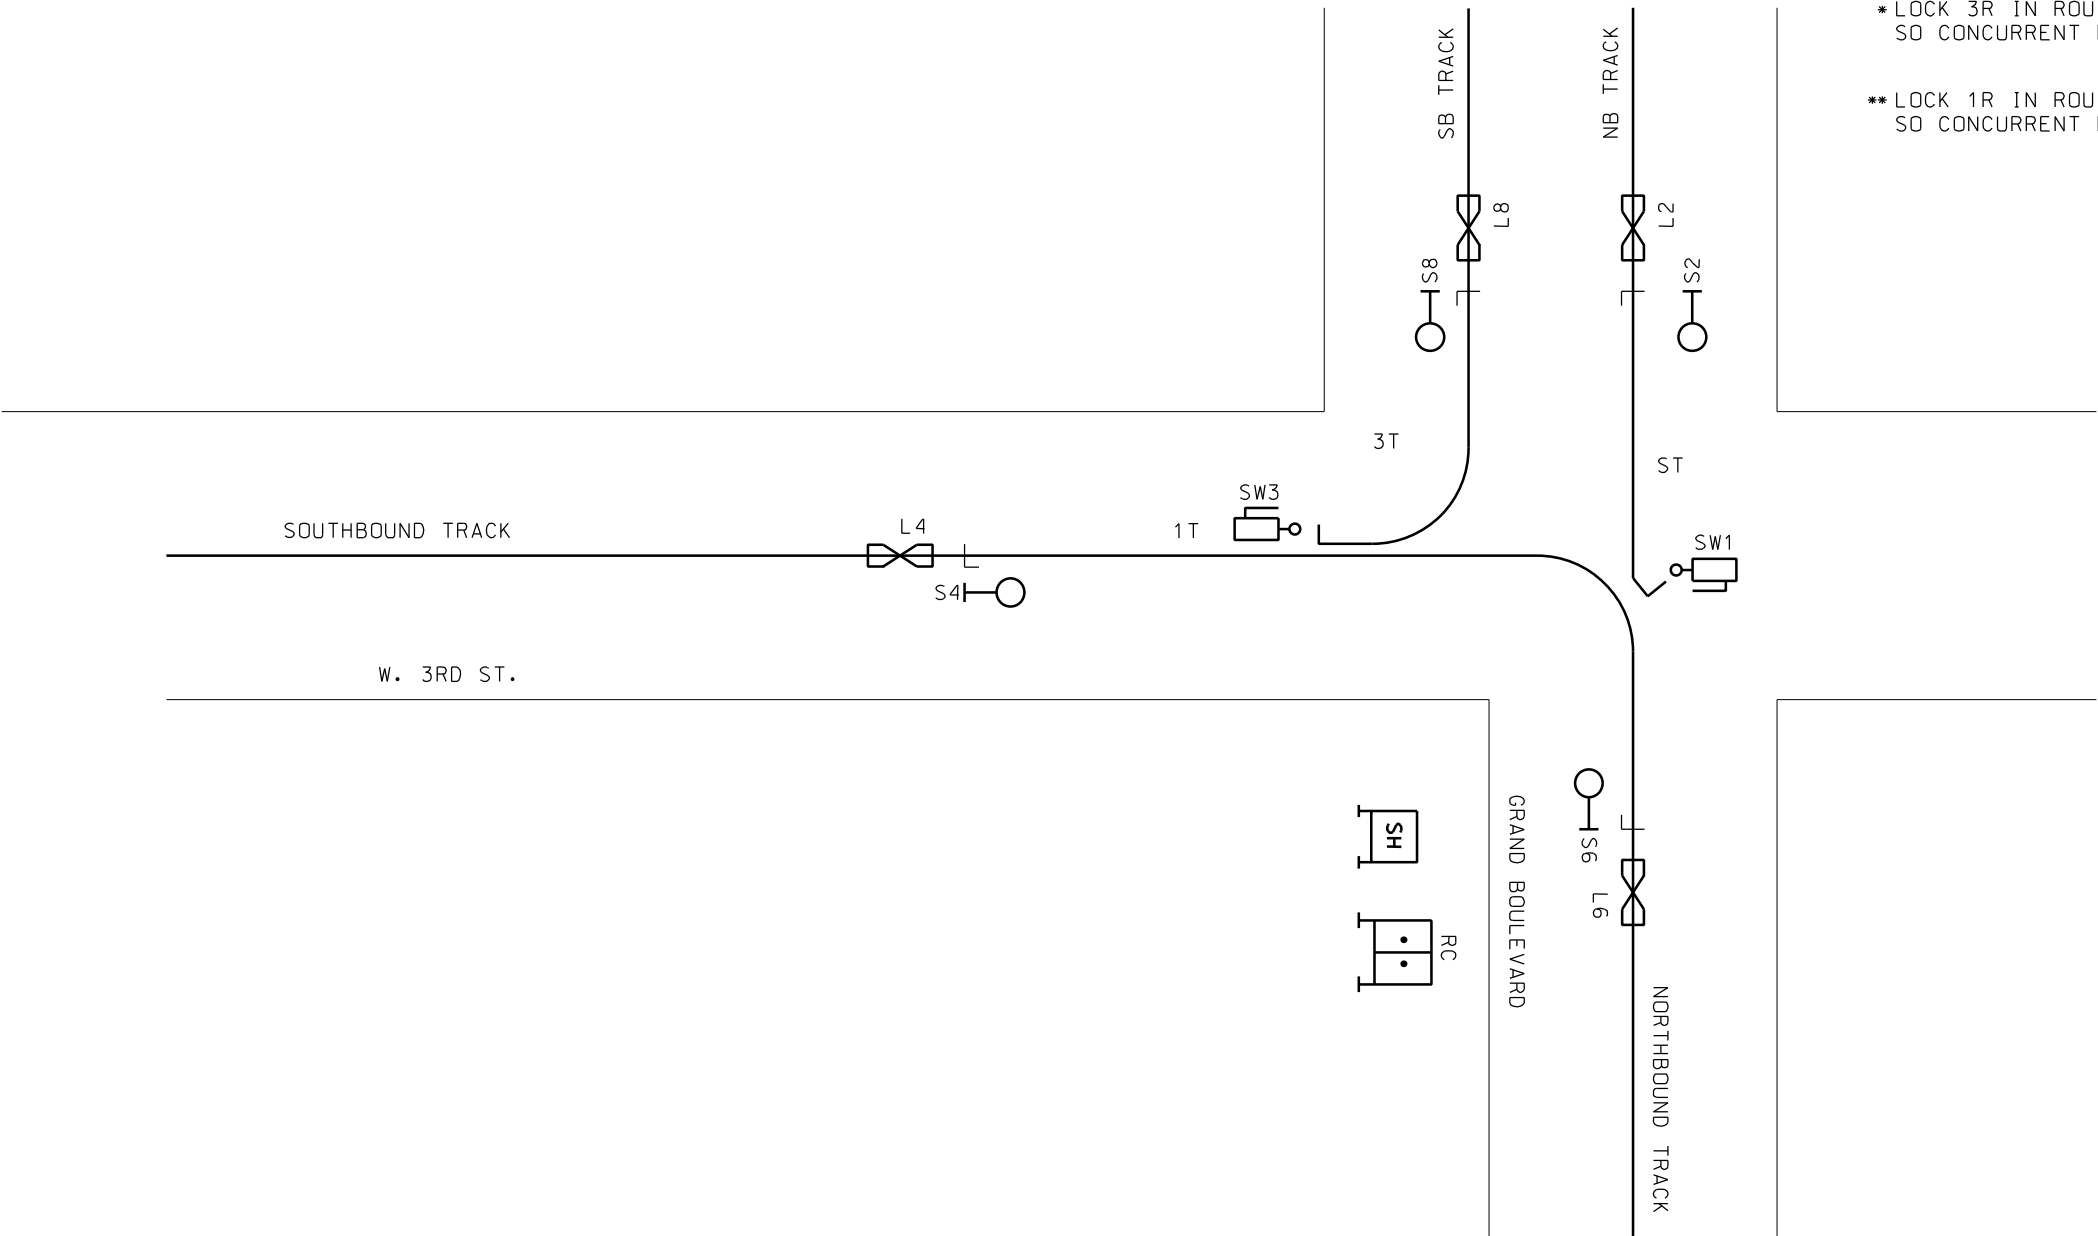 * LOCK 3R IN ROU
SO CONCURRENT
** LOCK 1R IN ROU
SO CONCURRENT
SB TRACK
NB TRACK
L8
L2
S8
S2
3T
ST
SW3
SOUTHBOUND TRACK
L4
1T
SW1
S4
W. 3RD ST.
SH
GRAND BOULEVARD
S6
L6
RC
NORTHBOUND TRACK